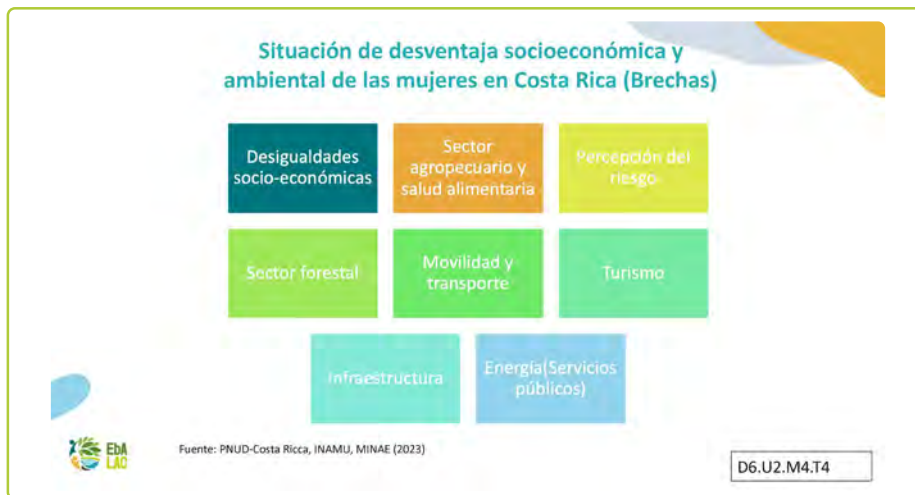 Situación de desventaja socioeconómica y
ambiental de las mujeres en Costa Rica (Brechas)
Desigualdades
socio-económicas
Sector
agropecuario y
salud alimentaria
Percepción del
riesgo
Sector forestal
Movilidad y
transporte
Turismo
Infraestructura
Energía(Servicios
públicos)
EbA
LAC
Fuente: PNUD-Costa Ricca, INAMU, MINAE (2023)
D6.U2.M4.T4